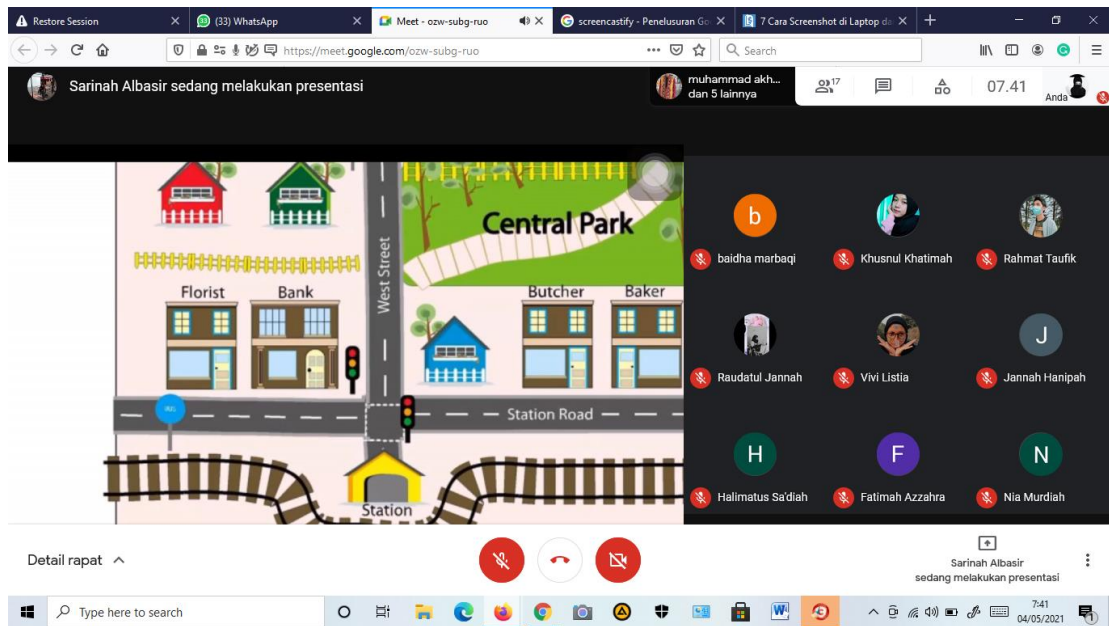 Restore Session
(33) WhatsApp
Meet - ozw-subg-ruo
screencastify - Penelusuran Go
7 Cara Screenshot di Laptop da
https://meet.google.com/ozw-subg-ruo
Search
Sarinah Albasir sedang melakukan presentasi
muhammad akh...
dan 5 lainnya
17
07.41
Anda
Central Park
West Street
Florist
Bank
Butcher
Baker
Station Road
BUS
Station
b
baidha marbaqi
Khusnul Khatimah
Rahmat Taufik
Raudatul Jannah
Vivi Listia
J
Jannah Hanipah
H
Halimatus Sa'diah
F
Fatimah Azzahra
N
Nia Murdiah
Detail rapat
Sarinah Albasir
sedang melakukan presentasi
Type here to search
7:41
04/05/2021